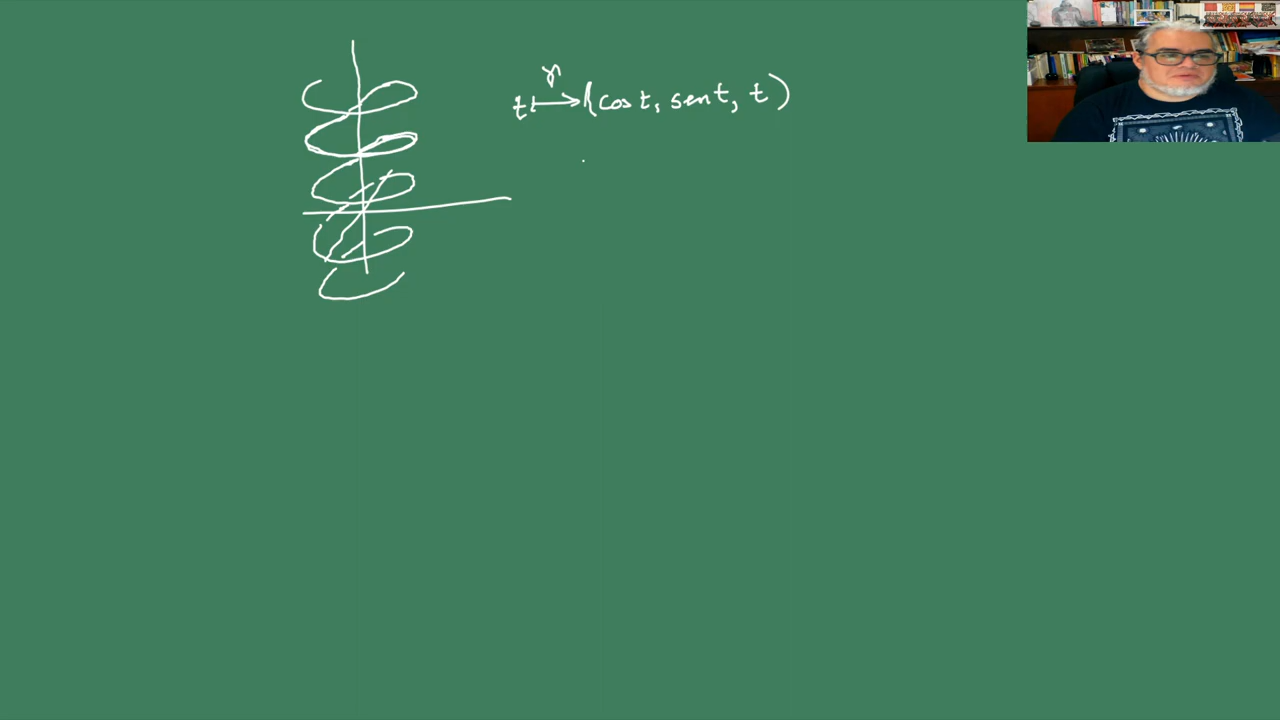 γ
t ↦ (cos t, sen t, t)